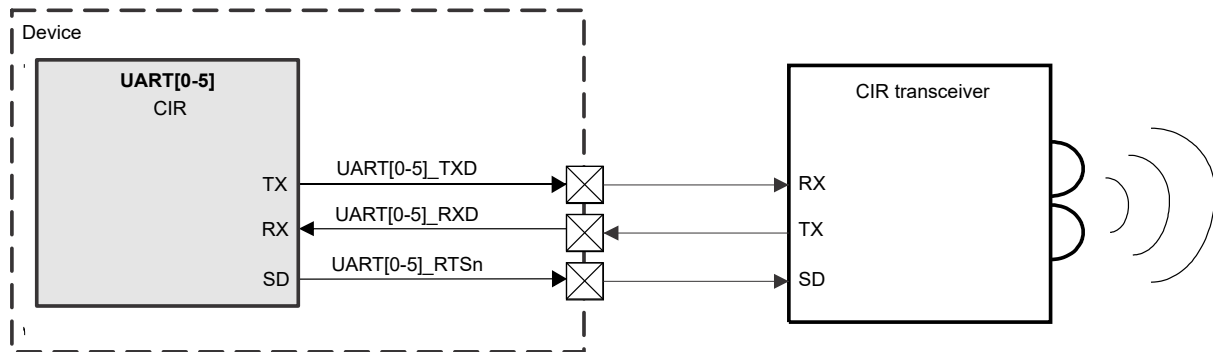 Device
UART[0-5]
CIR
CIR transceiver
TX
UART[0-5]_TXD
RX
RX
UART[0-5]_RXD
TX
SD
UART[0-5]_RTSn
SD